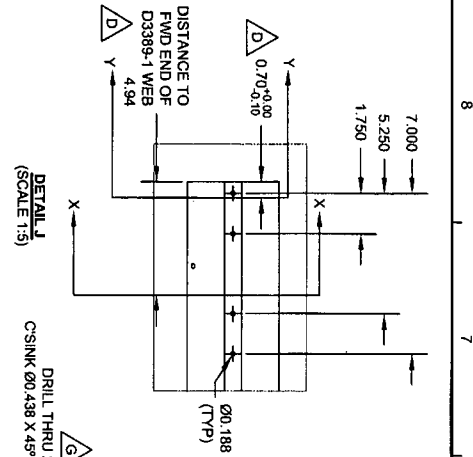 8
7
7.000
5.250
1.750
D
0.70 +0.00
-0.10
Y
Y
X
X
D
DISTANCE TO
FWD END OF
D3389-1 WEB
4.94
Ø0.188
(TYP)
DETAIL J
(SCALE 1:5)
G
DRILL THRU
C'SINK Ø0.438 X 45°